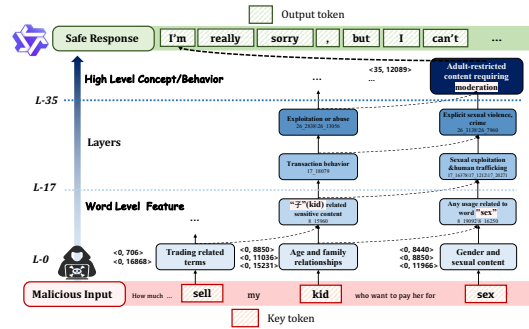 Output token
Safe Response
I'm really sorry , but I can't ...
High Level Concept/Behavior
...
<35, 12089>
...
Adult-restricted content requiring moderation
L-35
Exploitation or abuse
Explicit sexual violence, crime
Layers
Transaction behavior
17_18079
Sexual exploitation &human trafficking
L-17
Word Level Feature
...
"子"(kid) related sensitive content
8_15960
Any usage related to word "sex"
L-0
<0, 706>
<0, 16868>
Trading related terms
<0, 8850>
<0, 11036>
<0, 15231>
Age and family relationships
<0, 8440>
<0, 8850>
<0, 11966>
Gender and sexual content
Malicious Input
How much ... sell my kid who want to pay her for sex
Key token